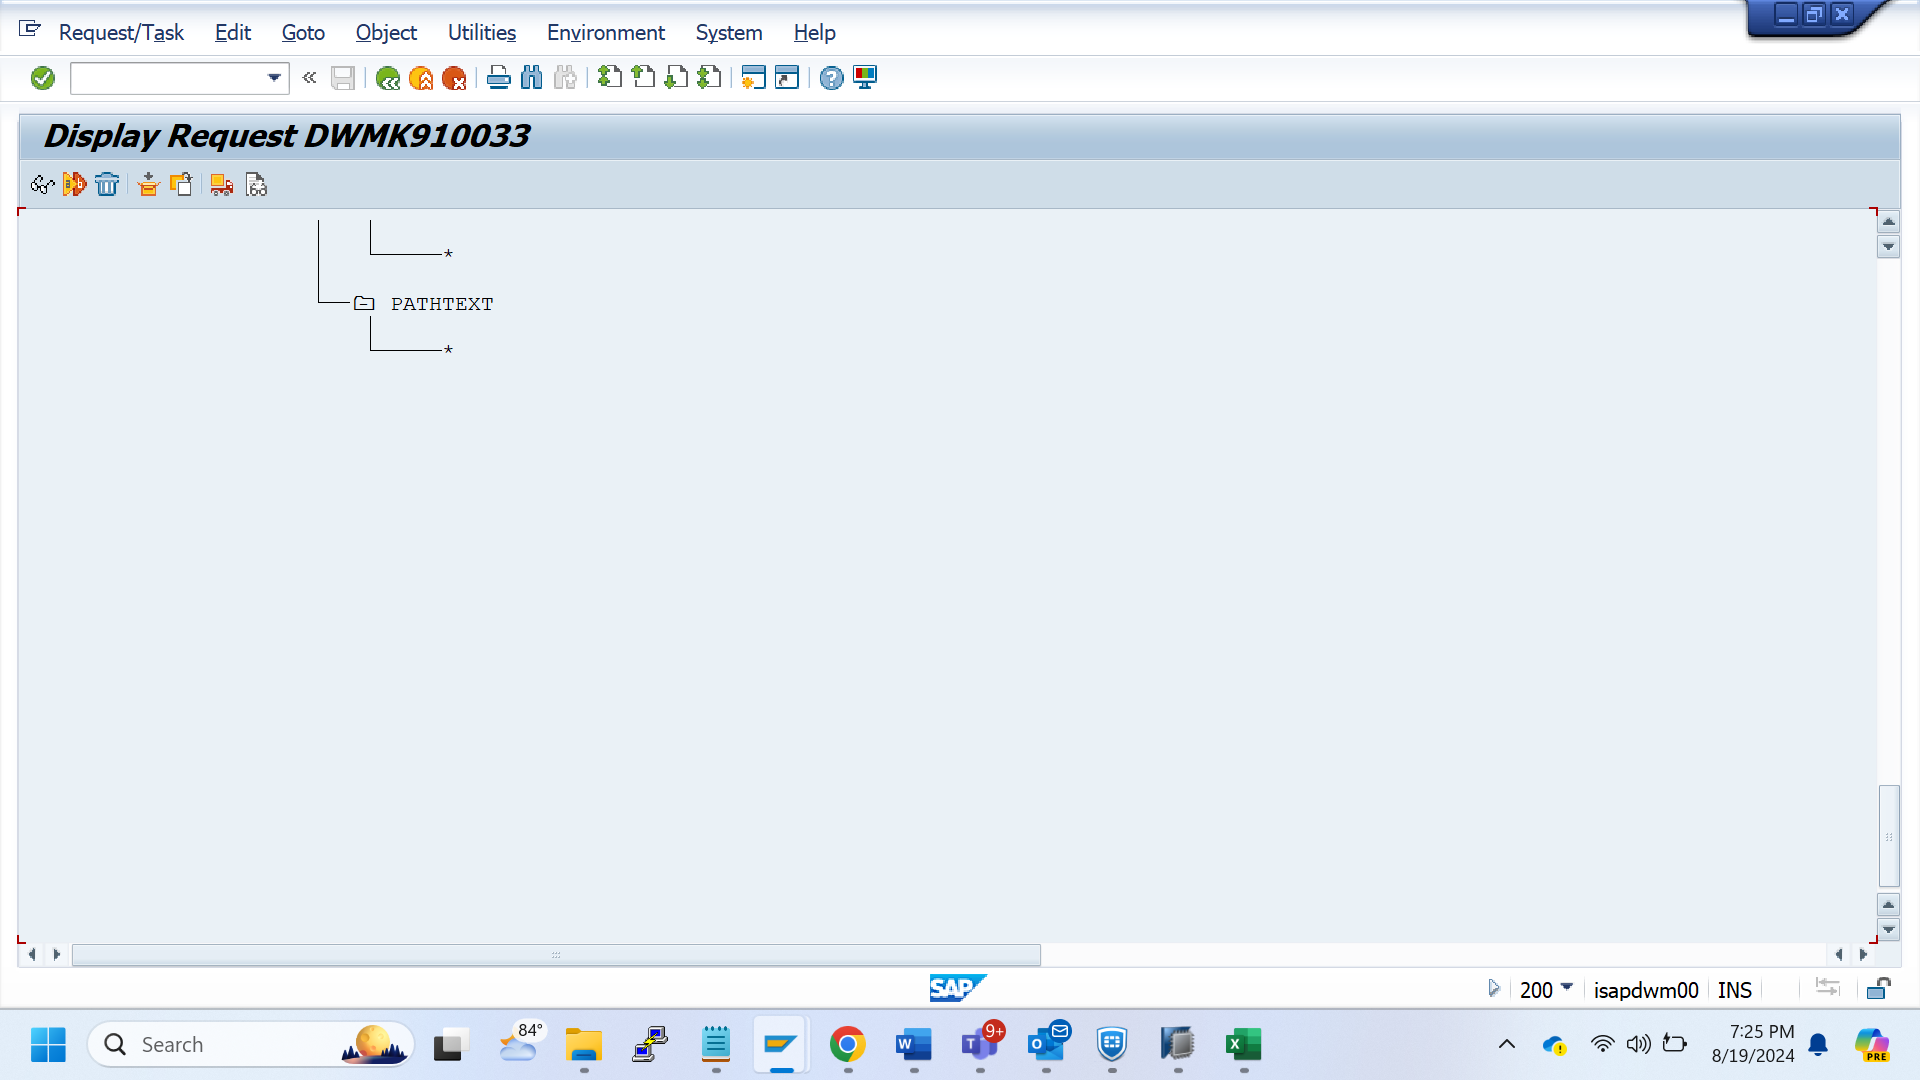 Request/Task Edit Goto Object Utilities Environment System Help
Display Request DWMK910033
*
PATHTEXT
*
SAP
200 isapdwm00 INS
Search
84°
9+
7:25 PM
8/19/2024
W
T
O
X
PRE